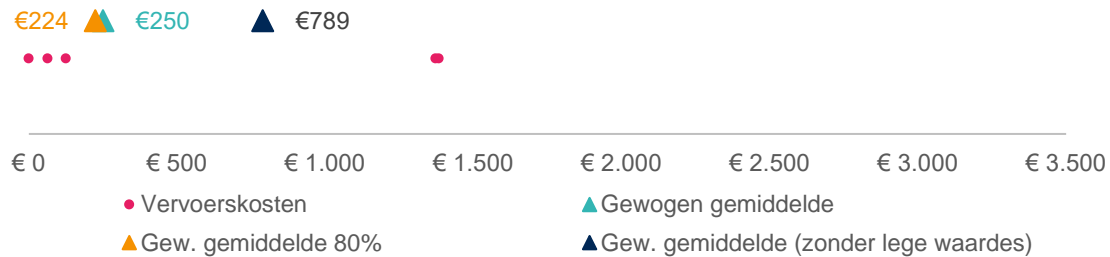 €224 €250 €789
€ 0 € 500 € 1.000 € 1.500 € 2.000 € 2.500 € 3.000 € 3.500
Vervoerskosten Gewogen gemiddelde
Gew. gemiddelde 80% Gew. gemiddelde (zonder lege waardes)